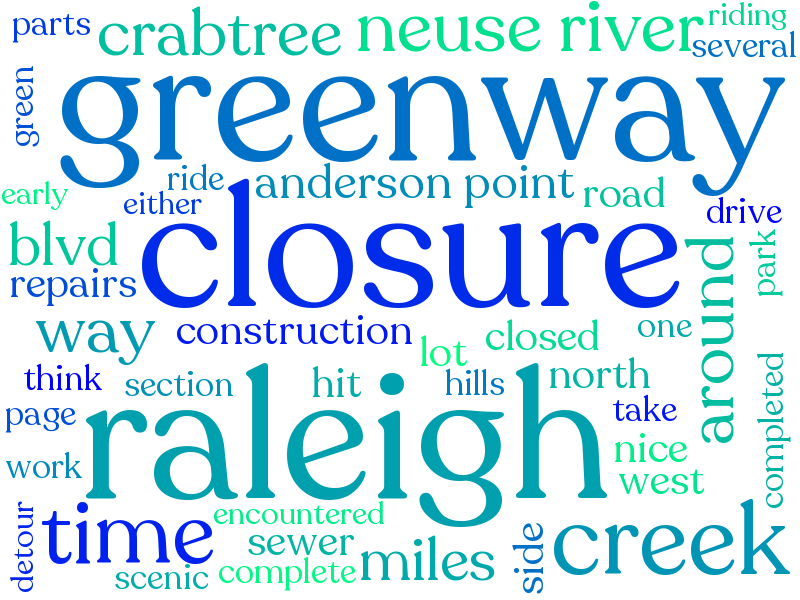 parts
crabtree
neuse river
riding
several
green
greenway
early
ride
either
anderson point
road
drive
blvd
closure
repairs
around
park
way
construction
lot
closed
one
think
section
hit
hills
north
take
completed
page
raleigh
nice
work
west
detour
time
encountered
sewer
scenic
complete
miles
side
creek